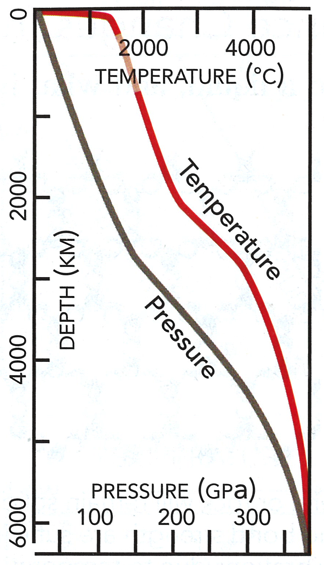 0
2000 4000
TEMPERATURE (°C)
Temperature
2000
DEPTH (KM)
Pressure
4000
PRESSURE (GPa)
100 200 300
6000